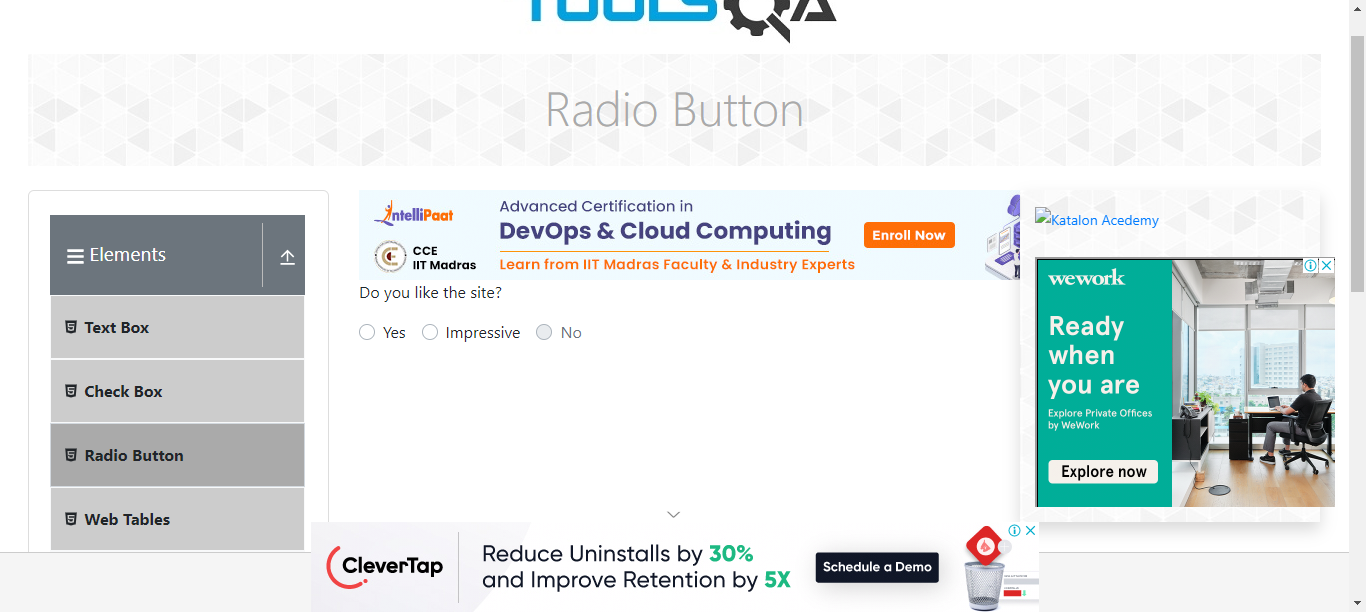 TOOLSQA
Radio Button
Elements
Text Box
Check Box
Radio Button
Web Tables
IntelliPaat
CCE
IIT Madras
Advanced Certification in
DevOps & Cloud Computing
Learn from IIT Madras Faculty & Industry Experts
Enroll Now
Do you like the site?
Yes Impressive No
Katalon Acedemy
wework
Ready
when
you are
Explore Private Offices
by WeWork
Explore now
CleverTap
Reduce Uninstalls by 30%
and Improve Retention by 5X
Schedule a Demo